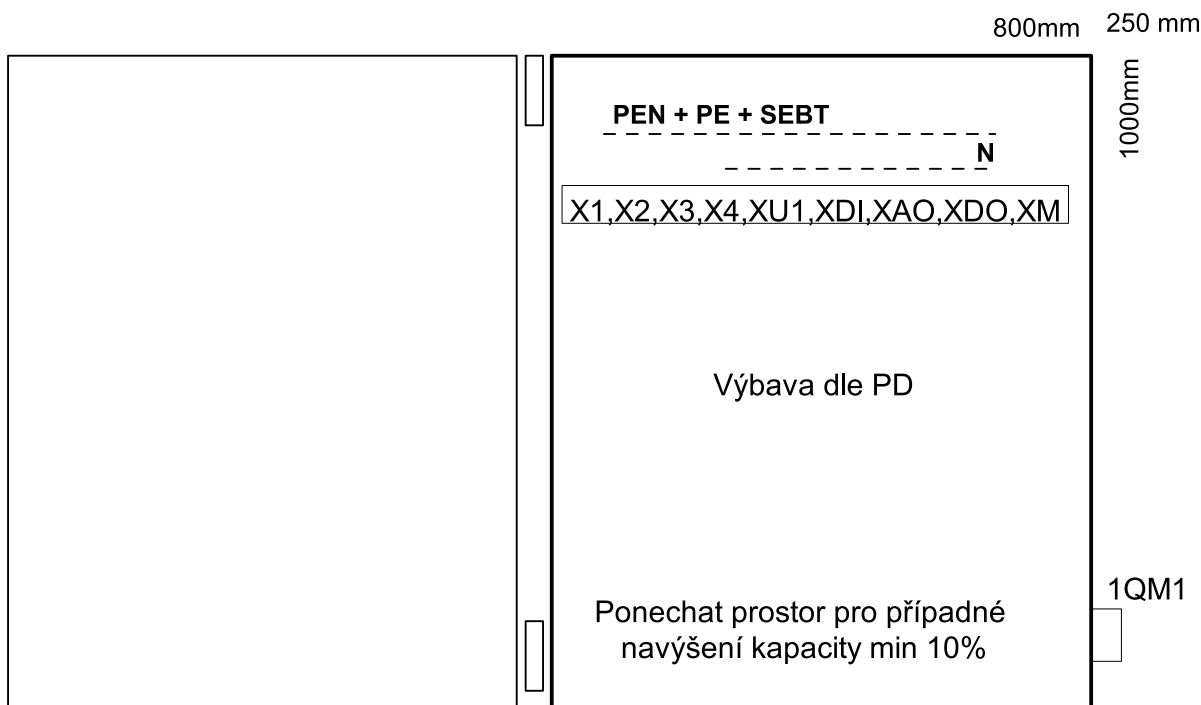 800mm
250 mm
1000mm
PEN + PE + SEBT
N
X1,X2,X3,X4,XU1,XDI,XAO,XDO,XM
Výbava dle PD
1QM1
Ponechat prostor pro případné
navýšení kapacity min 10%